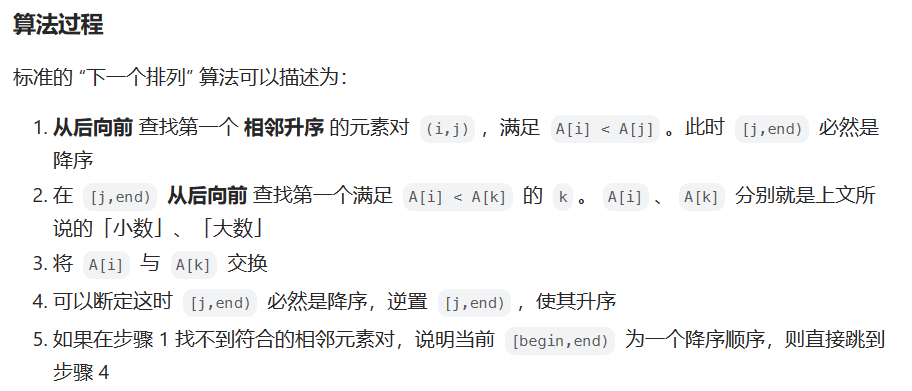 算法过程
标准的 “下一个排列” 算法可以描述为：
1. 从后向前 查找第一个 相邻升序 的元素对 (i,j) ，满足 A[i] < A[j] 。此时 [j,end) 必然是
降序
2. 在 [j,end) 从后向前 查找第一个满足 A[i] < A[k] 的 k 。 A[i] 、 A[k] 分别就是上文所
说的「小数」、「大数」
3. 将 A[i] 与 A[k] 交换
4. 可以断定这时 [j,end) 必然是降序，逆置 [j,end) ，使其升序
5. 如果在步骤 1 找不到符合的相邻元素对，说明当前 [begin,end) 为一个降序顺序，则直接跳到
步骤 4